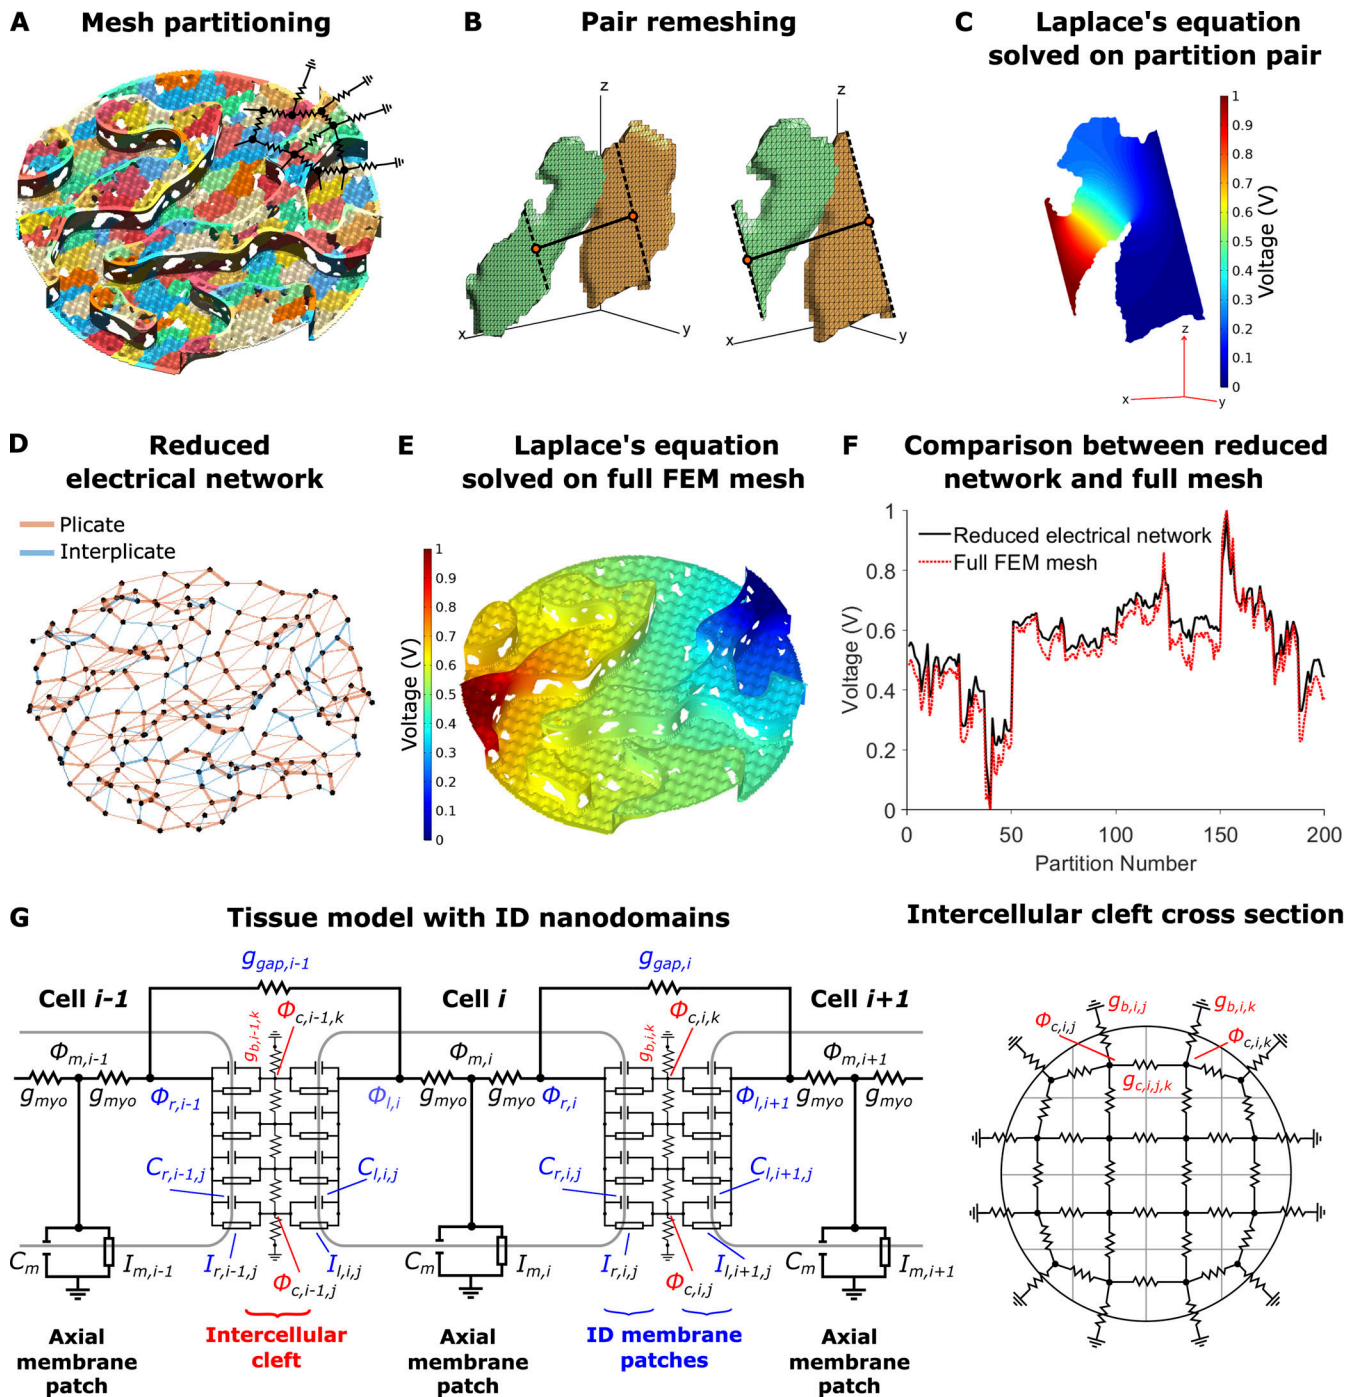 A Mesh partitioning
B Pair remeshing
z
x
y
z
x
y
C Laplace's equation
solved on partition pair
1
0.9
0.8
0.7
0.6
0.5
0.4
0.3
0.2
0.1
0
Voltage (V)
z
x
y
D Reduced
electrical network
Plicate
Interplicate
E Laplace's equation
solved on full FEM mesh
1
0.9
0.8
0.7
0.6
0.5
0.4
0.3
0.2
0.1
0
Voltage (V)
F Comparison between reduced
network and full mesh
Reduced electrical network
Full FEM mesh
1
0.8
0.6
0.4
0.2
0
Voltage (V)
0 50 100 150 200
Partition Number
G Tissue model with ID nanodomains
g_gap,i-1
g_gap,i
Cell i-1
Cell i
Cell i+1
g_b,i-1,k
Φ_c,i-1,k
g_b,i,k
Φ_c,i,k
Φ_m,i-1
Φ_m,i
Φ_m,i+1
g_myo g_myo Φ_r,i-1 Φ_l,i g_myo g_myo Φ_r,i Φ_l,i+1 g_myo g_myo
C_r,i-1,j C_l,i,j C_r,i,j C_l,i+1,j
C_m I_m,i-1 I_r,i-1,j I_l,i,j C_m I_m,i I_r,i,j I_l,i+1,j C_m I_m,i+1
Φ_c,i-1,j
Φ_c,i,j
Axial
membrane
patch
Intercellular
cleft
Axial
membrane
patch
ID membrane
patches
Axial
membrane
patch
Intercellular cleft cross section
g_b,i,j
g_b,i,k
Φ_c,i,j
Φ_c,i,k
g_c,i,j,k